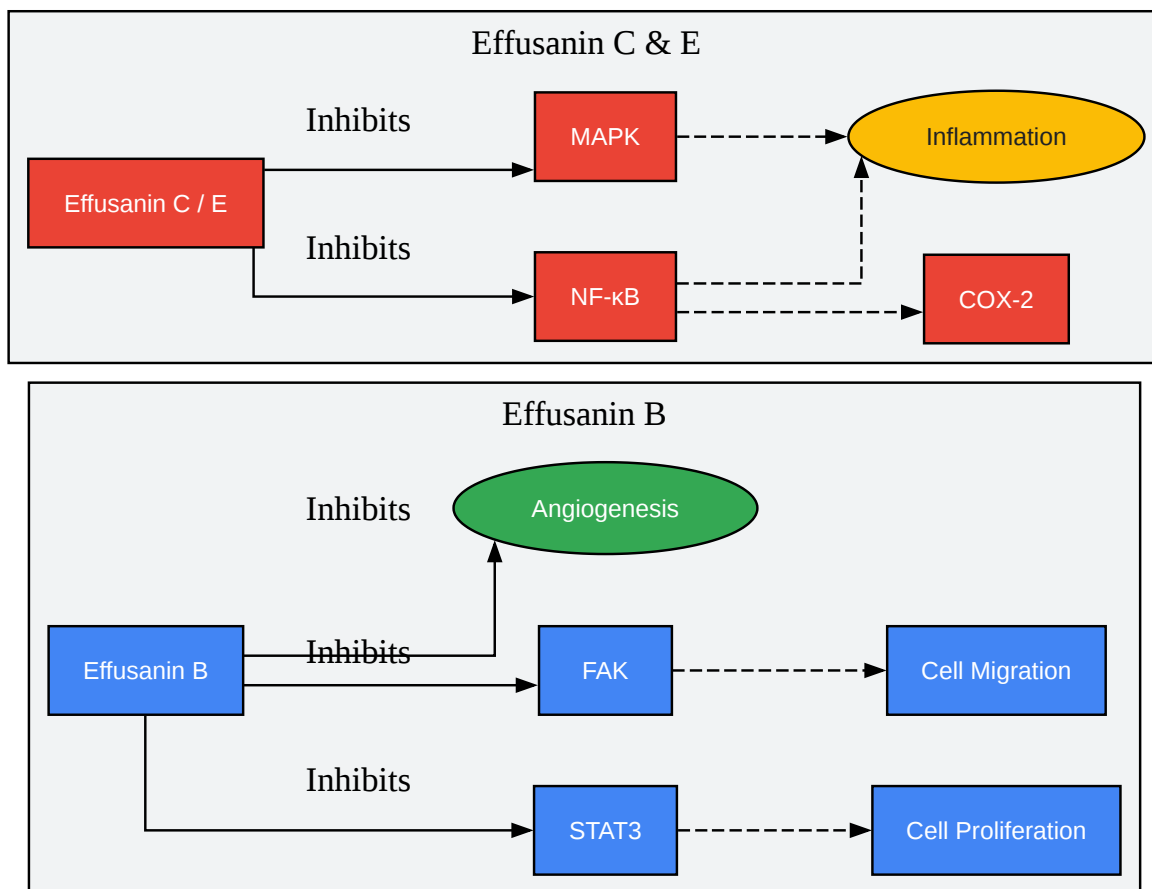 Effusanin C & E
Inhibits
MAPK
Inflammation
Effusanin C / E
Inhibits
NF-κB
COX-2
Effusanin B
Inhibits
Angiogenesis
Inhibits
Effusanin B
FAK
Cell Migration
Inhibits
STAT3
Cell Proliferation